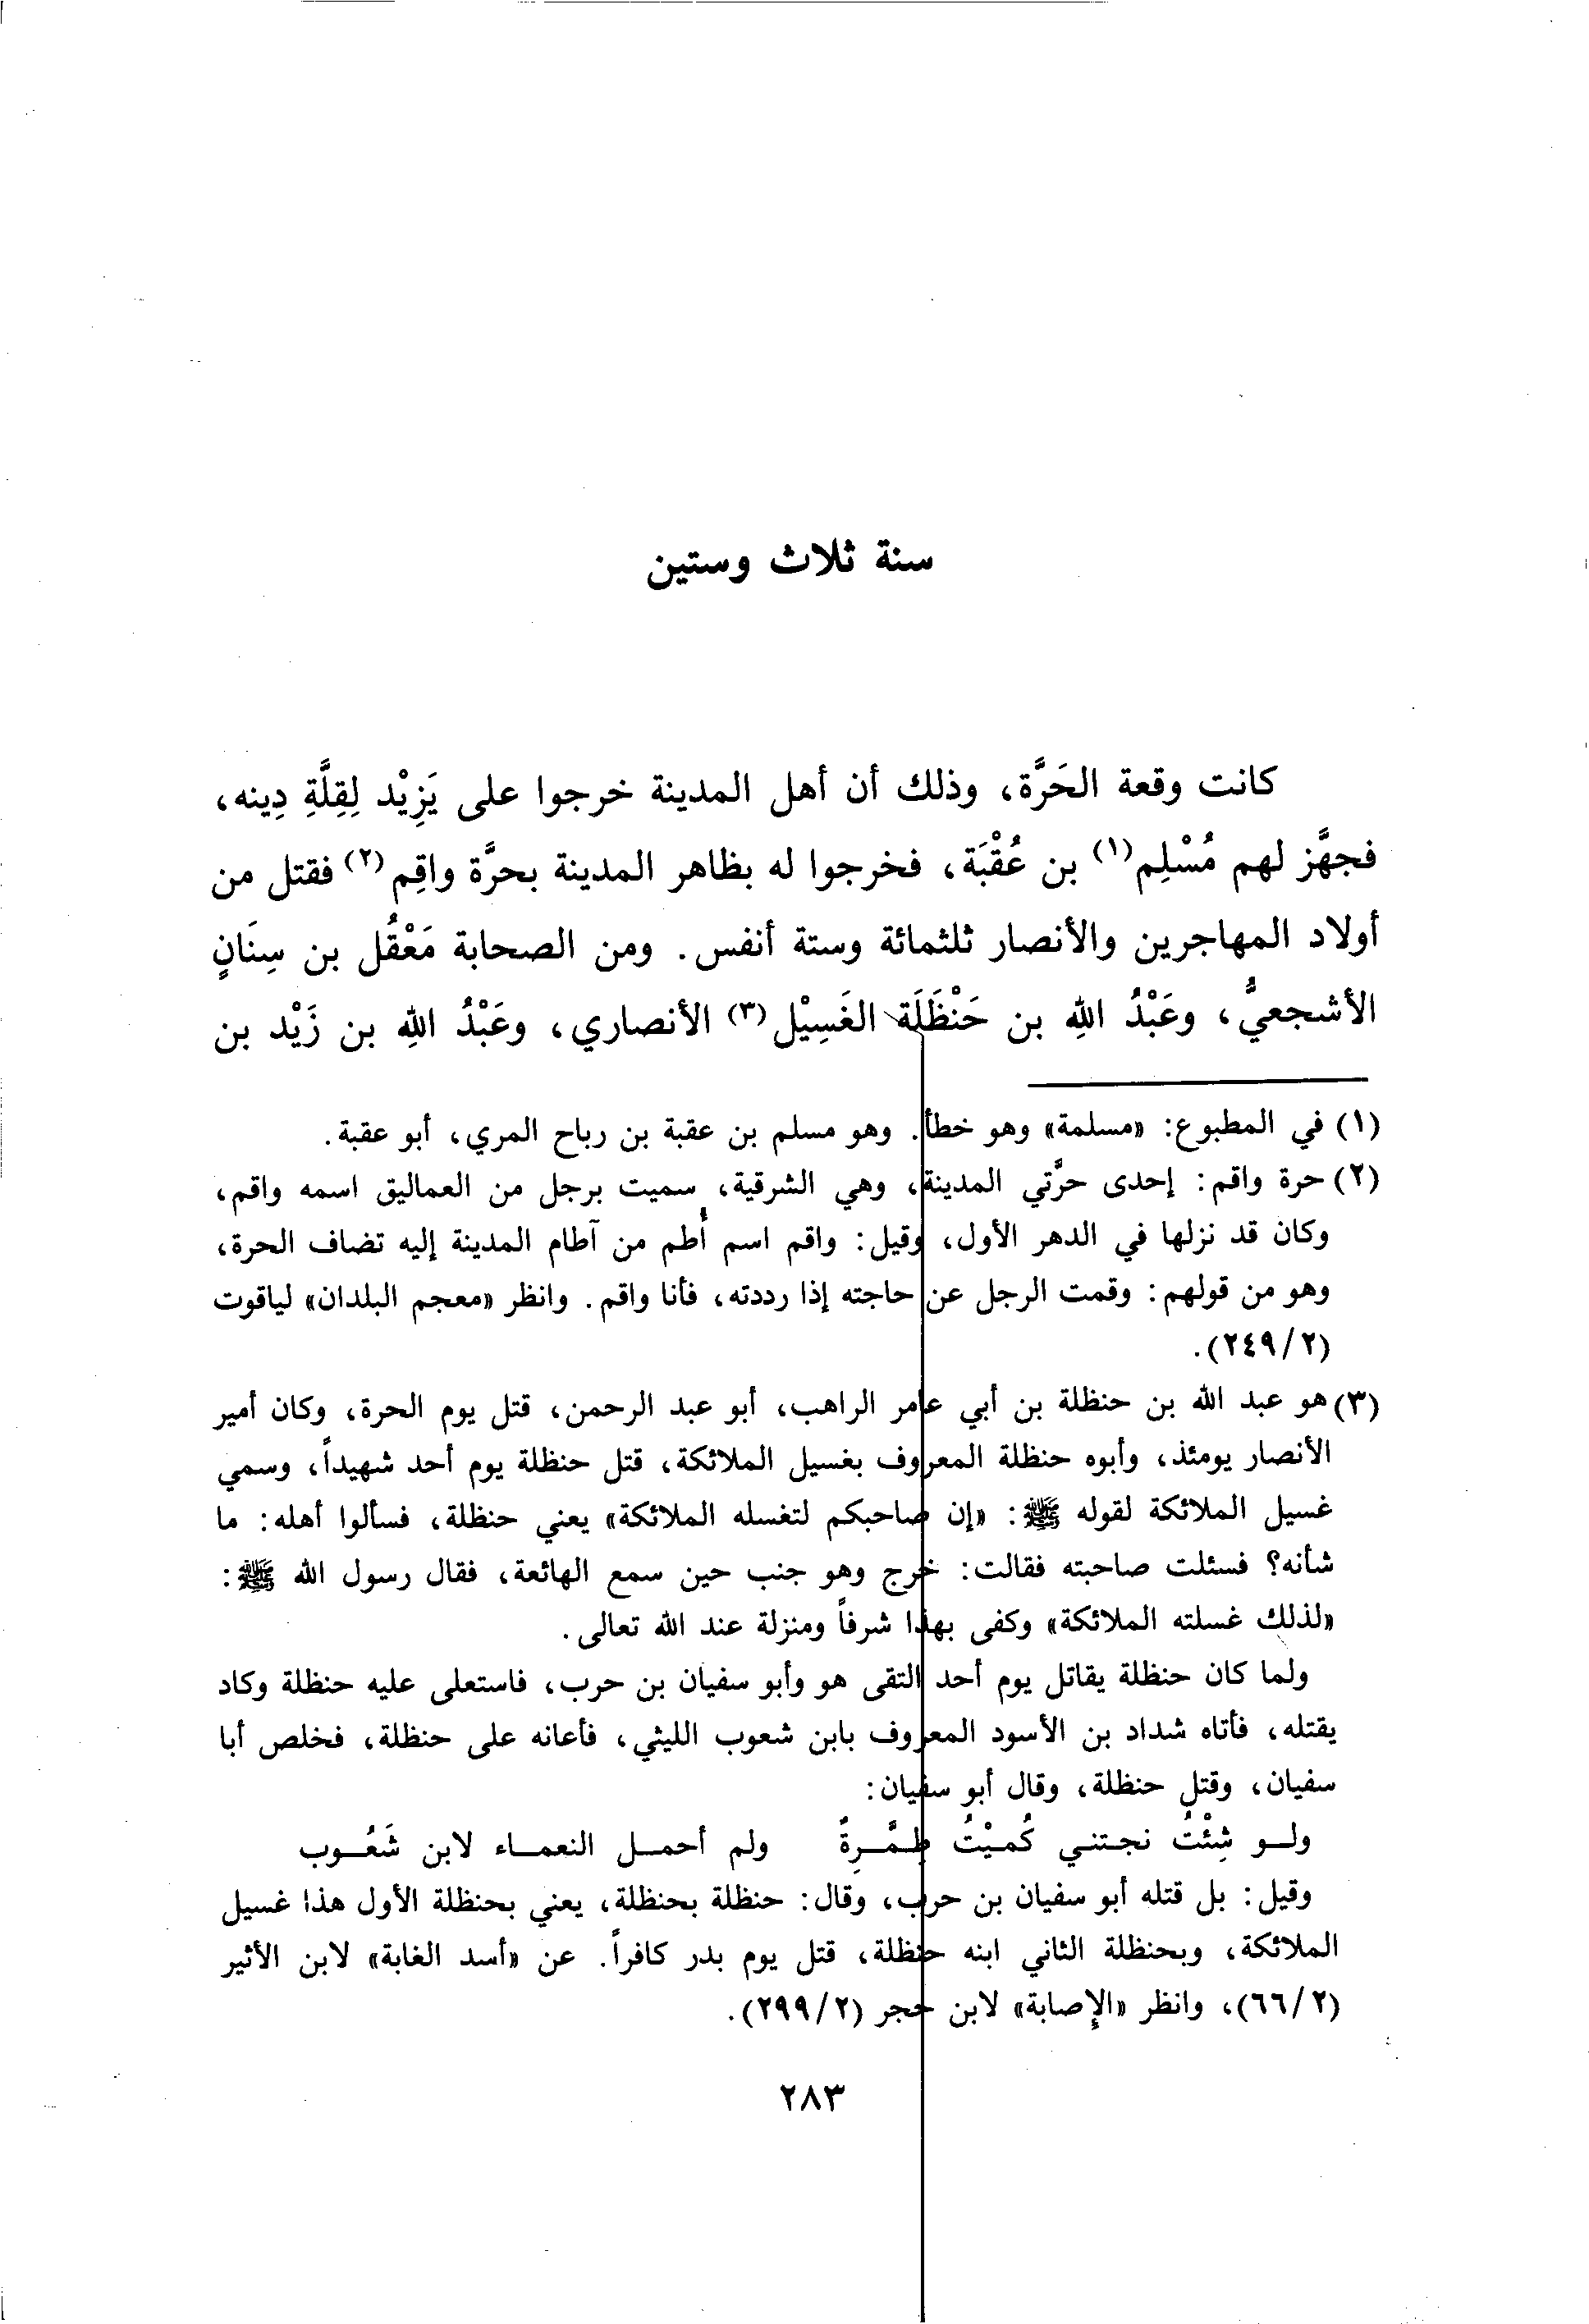 سنة ثلاث وستين
كانت وقعة الحَرَّة، وذلك أن أهل المدينة خرجوا على يَزِيْد لِقِلَّةِ دِينه،
فجهَّز لهم مُسْلِم(١) بن عُقْبَة، فخرجوا له بظاهر المدينة بحرَّة واقِم(٢) فقتل من
أولاد المهاجرين والأنصار ثلثمائة وستة أنفس. ومن الصحابة مَعْقُل بن سِنَانٍ
الأشجعيُّ، وعَبْدُ اللهِ بن حَنْظَلَة الغَسِيْل(٣) الأنصاري، وعَبْدُ اللهِ بن زَيْد بن
(١) في المطبوع: «مسلمة» وهو خطأ. وهو مسلم بن عقبة بن رباح المري، أبو عقبة.
(٢) حرة واقم: إحدى حرَّتي المدينة، وهي الشرقية، سميت برجل من العماليق اسمه واقم،
وكان قد نزلها في الدهر الأول، وقيل: واقم اسم أُطم من آطام المدينة إليه تضاف الحرة،
وهو من قولهم: وقمت الرجل عن حاجته إذا رددته، فأنا واقم. وانظر «معجم البلدان» لياقوت
(٢/٢٤٩).
(٣) هو عبد الله بن حنظلة بن أبي عامر الراهب، أبو عبد الرحمن، قتل يوم الحرة، وكان أمير
الأنصار يومئذ، وأبوه حنظلة المعروف بغسيل الملائكة، قتل حنظلة يوم أحد شهيداً، وسمي
غسيل الملائكة لقوله ﷺ: «إن صاحبكم لتغسله الملائكة» يعني حنظلة، فسألوا أهله: ما
شأنه؟ فسئلت صاحبته فقالت: خرج وهو جنب حين سمع الهائعة، فقال رسول الله ﷺ:
«لذلك غسلته الملائكة» وكفى بهذا شرفاً ومنزلة عند الله تعالى.
ولما كان حنظلة يقاتل يوم أحد التقى هو وأبو سفيان بن حرب، فاستعلى عليه حنظلة وكاد
يقتله، فأتاه شداد بن الأسود المعروف بابن شعوب الليثي، فأعانه على حنظلة، فخلص أبا
سفيان، وقتل حنظلة، وقال أبو سفيان:
ولـو شِئْتُ نجـتنـي كُميْتُ طِـمَّـرِةٌ ولم أحمـل النعمـاء لابن شَعُـوب
وقيل: بل قتله أبو سفيان بن حرب، وقال: حنظلة بحنظلة، يعني بحنظلة الأول هذا غسيل
الملائكة، وبحنظلة الثاني ابنه حنظلة، قتل يوم بدر كافراً. عن «أسد الغابة» لابن الأثير
(٢/٦٦)، وانظر «الإصابة» لابن حجر (٢/٢٩٩).
٢٨٣